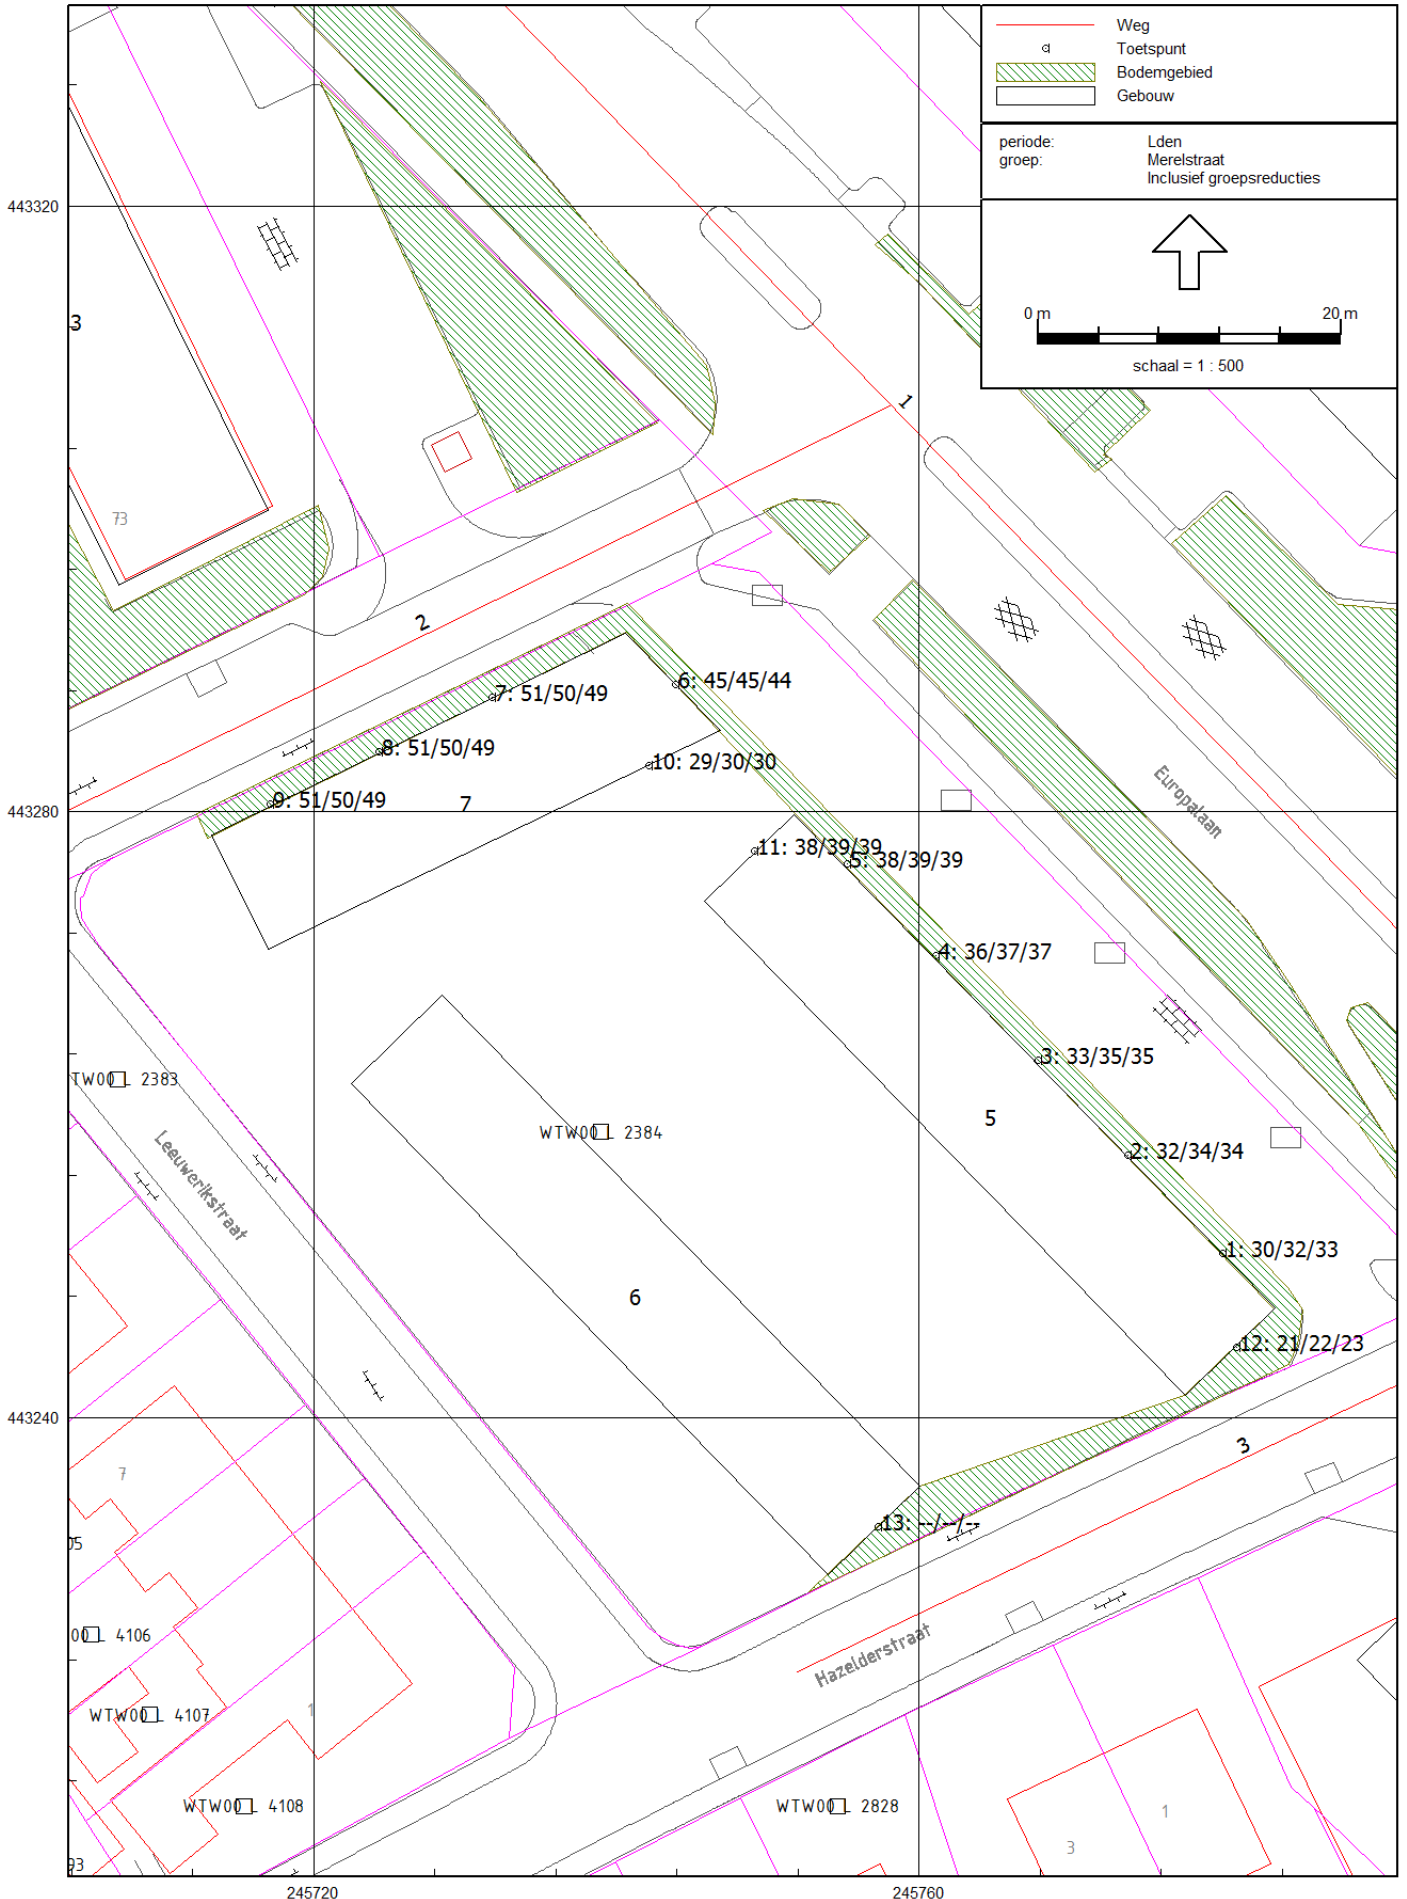 Weg
Toetspunt
Bodemgebied
Gebouw
periode: Lden
groep: Merelstraat
Inclusief groepsreducties
0 m 20 m
schaal = 1 : 500
443320
3
1
73
2
6: 45/45/44
7: 51/50/49
8: 51/50/49
10: 29/30/30
Europalaan
9: 51/50/49
7
443280
11: 38/39/39
5: 38/39/39
4: 36/37/37
3: 33/35/35
TW00 L 2383
5
WTW00 L 2384
2: 32/34/34
Leeuwerikstraat
1: 30/32/33
6
12: 21/22/23
443240
3
7
13: --/--/--
05
00 L 4106
Hazelderstraat
WTW00 L 4107
1
WTW00 L 4108
WTW00 L 2828
1
3
93
245720
245760